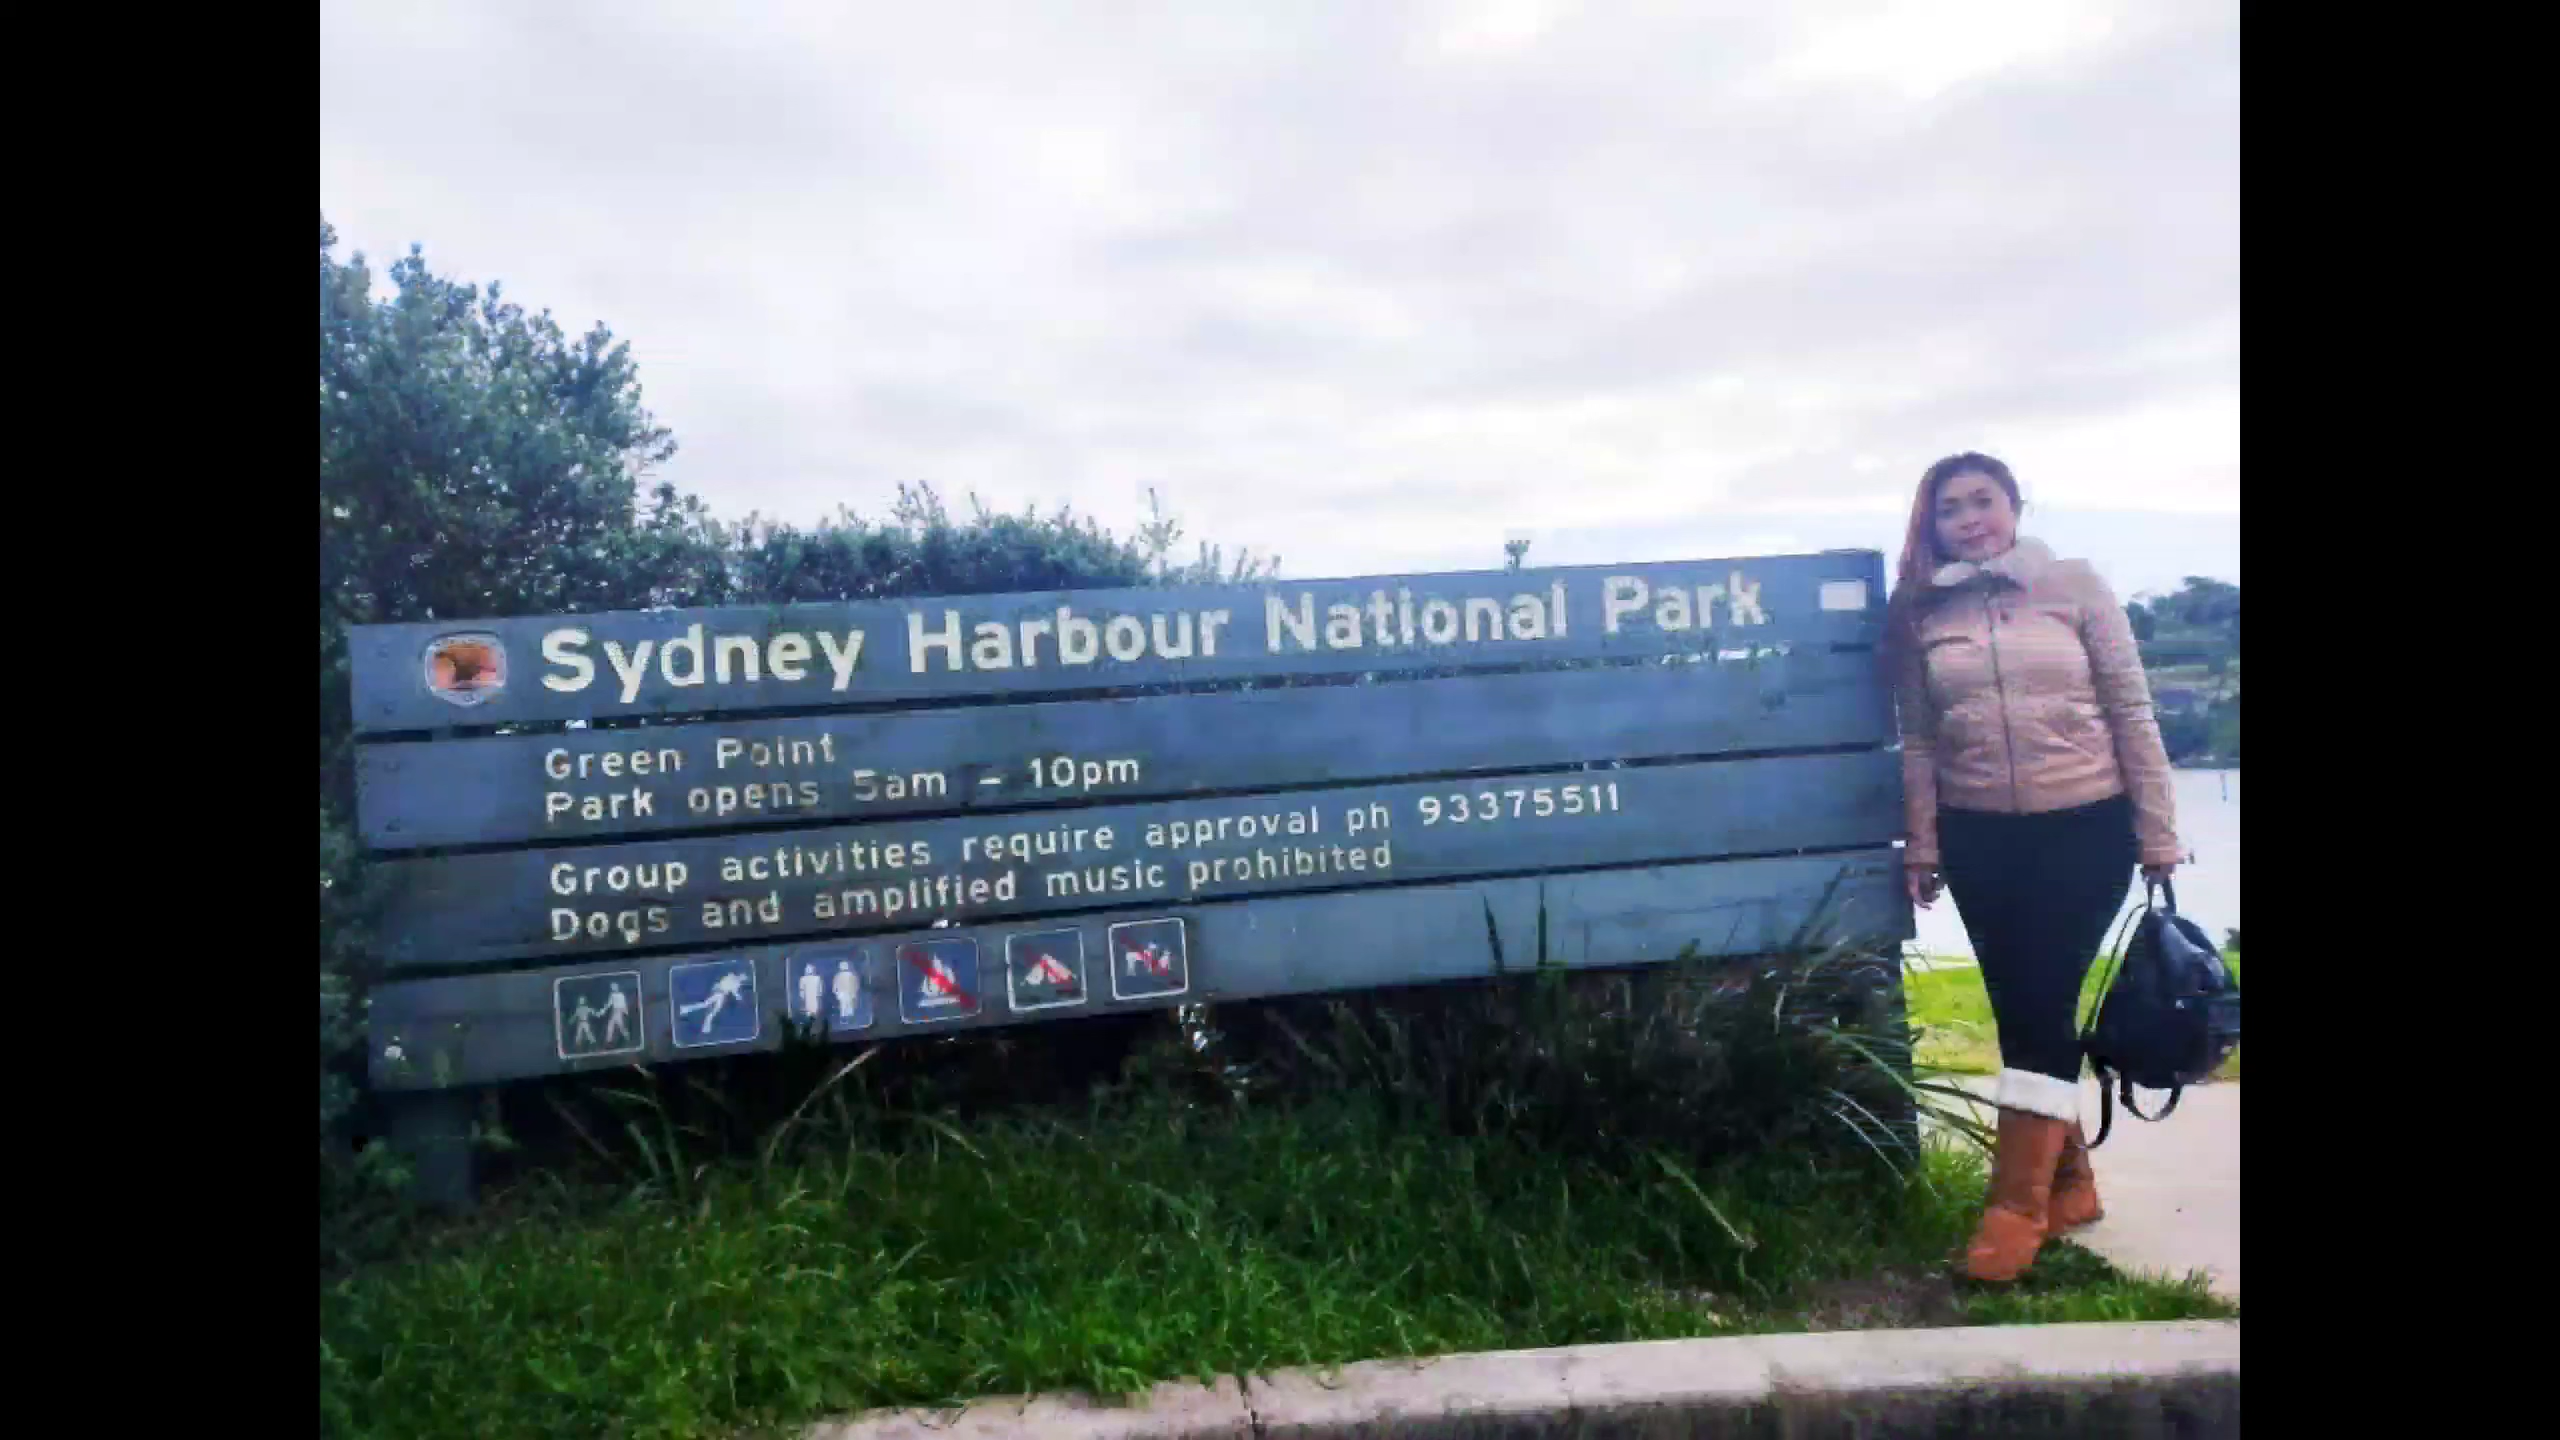 Sydney Harbour National Park
Green Point
Park opens 5am - 10pm
Group activities require approval ph 93375511
Dogs and amplified music prohibited